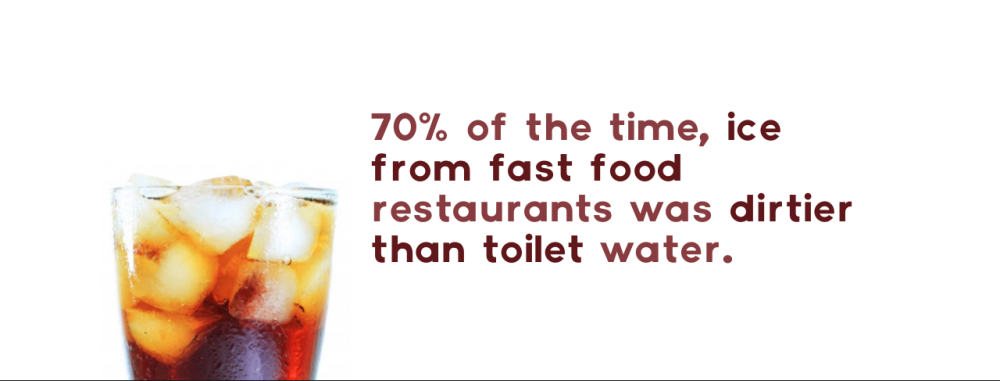 70% of the time, ice
from fast food
restaurants was dirtier
than toilet water.